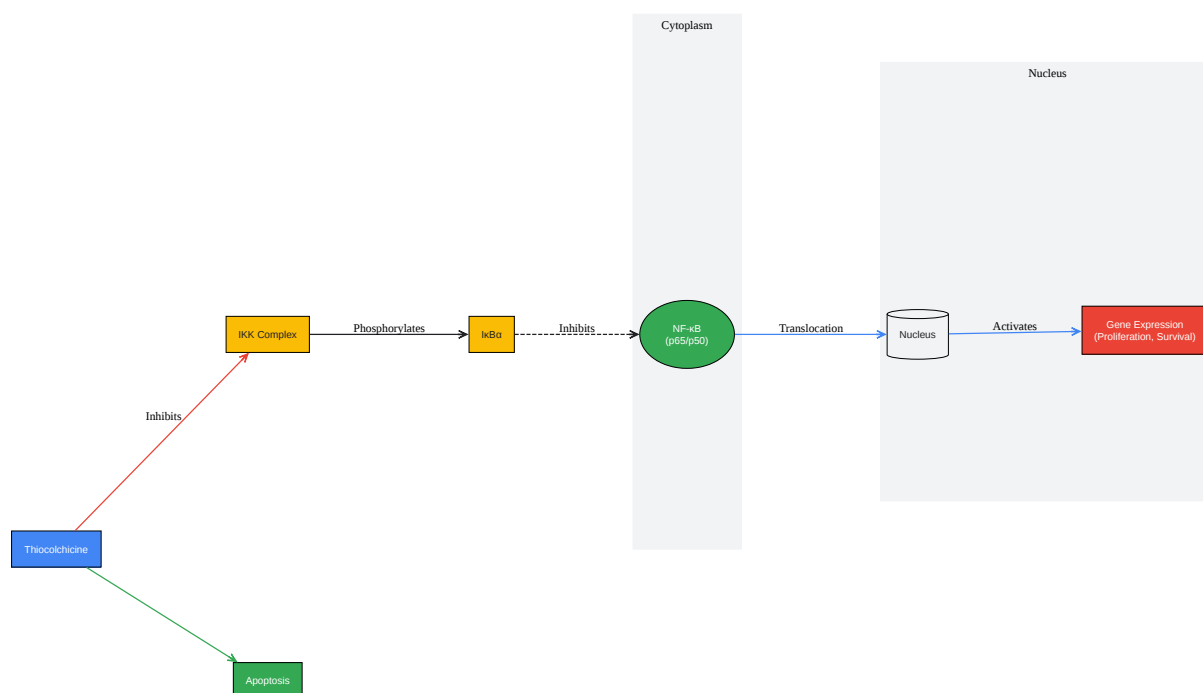 Cytoplasm
Nucleus
IKK Complex
Phosphorylates
IκBα
Inhibits
NF-κB
(p65/p50)
Translocation
Nucleus
Activates
Gene Expression
(Proliferation, Survival)
Inhibits
Thiocolchicine
Apoptosis